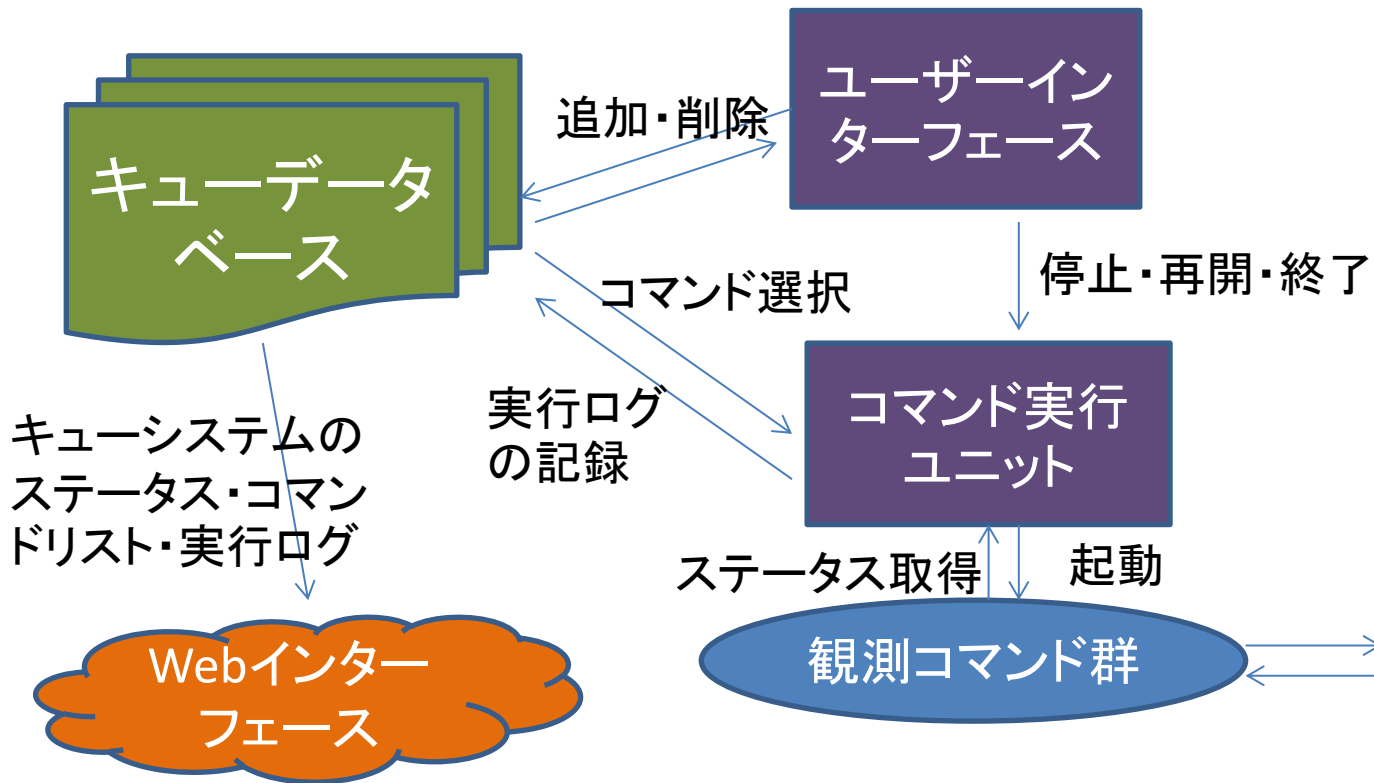 ユーザーイン
ターフェース
追加・削除
キューデータ
ベース
停止・再開・終了
コマンド選択
実行ログ
の記録
コマンド実行
ユニット
キューシステムの
ステータス・コマン
ドリスト・実行ログ
ステータス取得
起動
観測コマンド群
Webインター
フェース